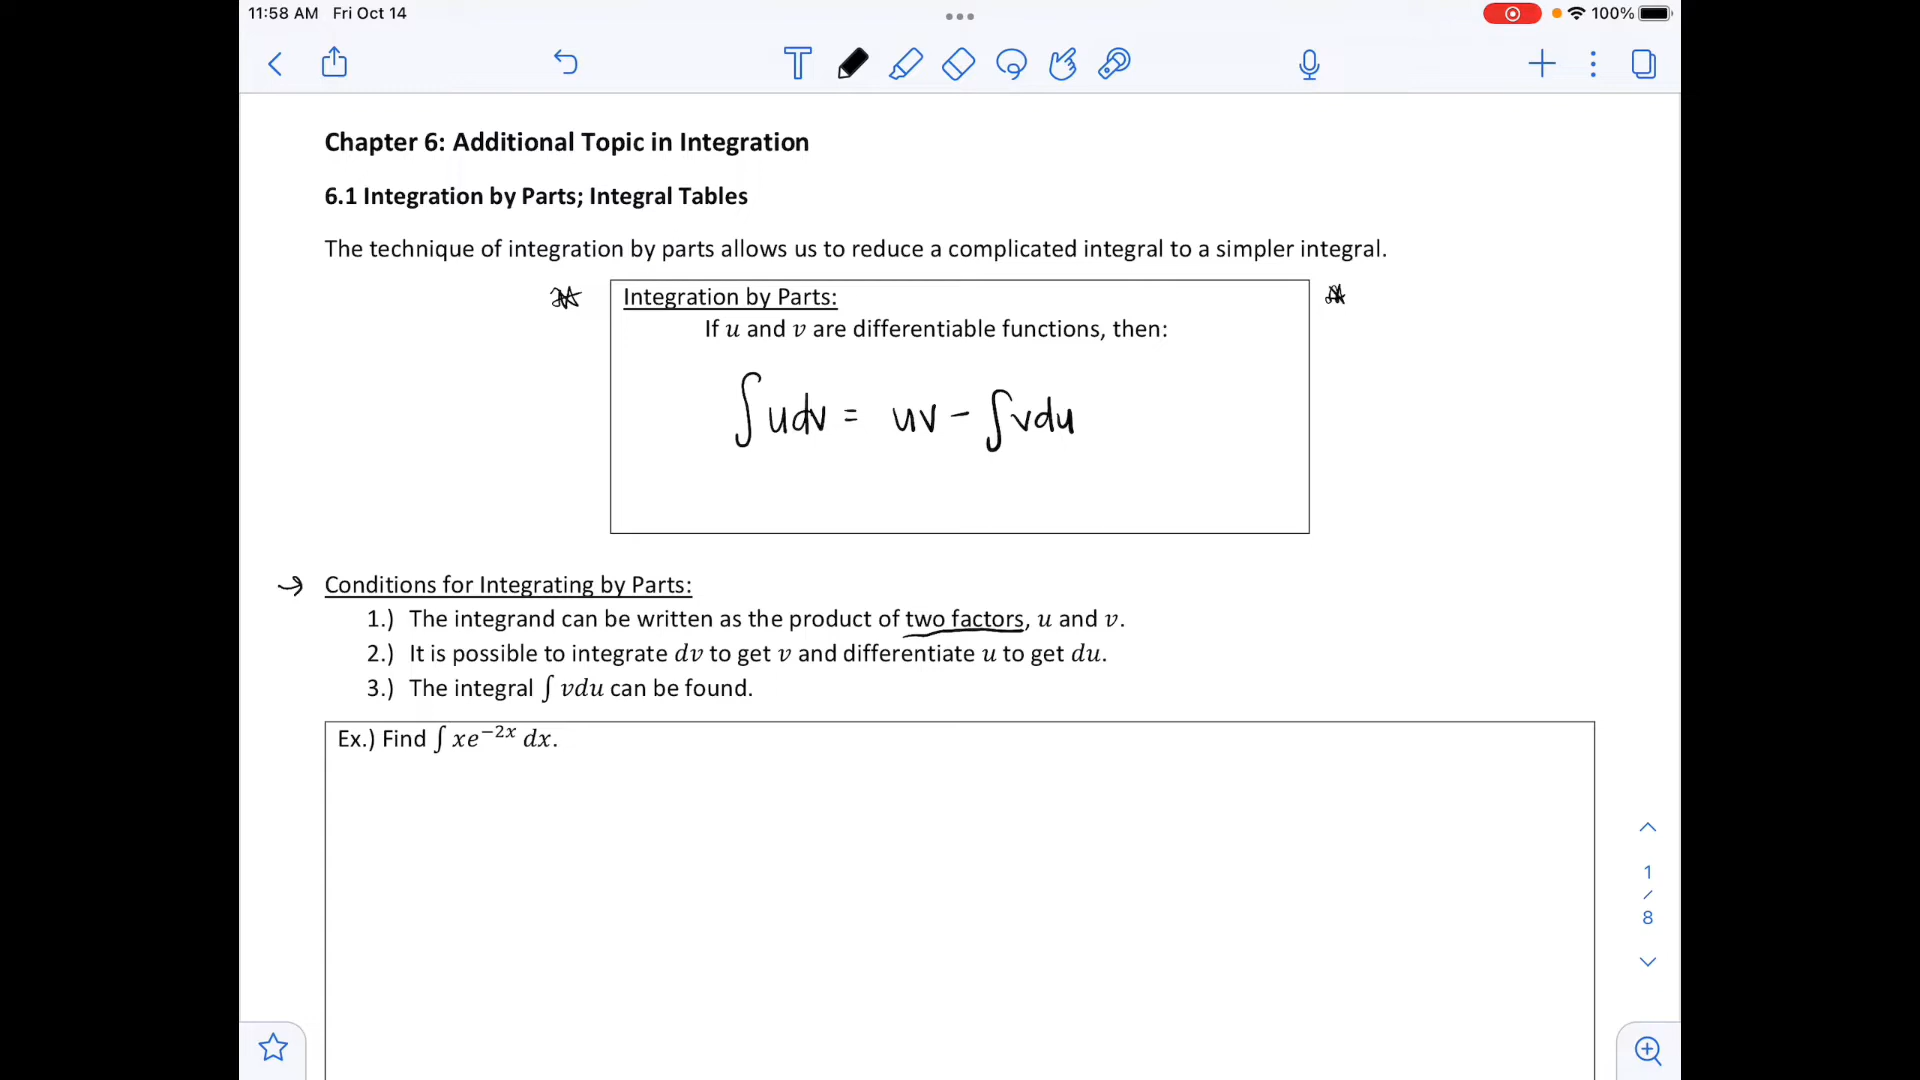 11:58 AM Fri Oct 14
100%
T
Chapter 6: Additional Topic in Integration
6.1 Integration by Parts; Integral Tables
The technique of integration by parts allows us to reduce a complicated integral to a simpler integral.
Integration by Parts:
If u and v are differentiable functions, then:
∫udv = uv - ∫vdu
Conditions for Integrating by Parts:
1.) The integrand can be written as the product of two factors, u and v.
2.) It is possible to integrate dv to get v and differentiate u to get du.
3.) The integral ∫ vdu can be found.
Ex.) Find ∫ xe⁻²ˣ dx.
1
/
8